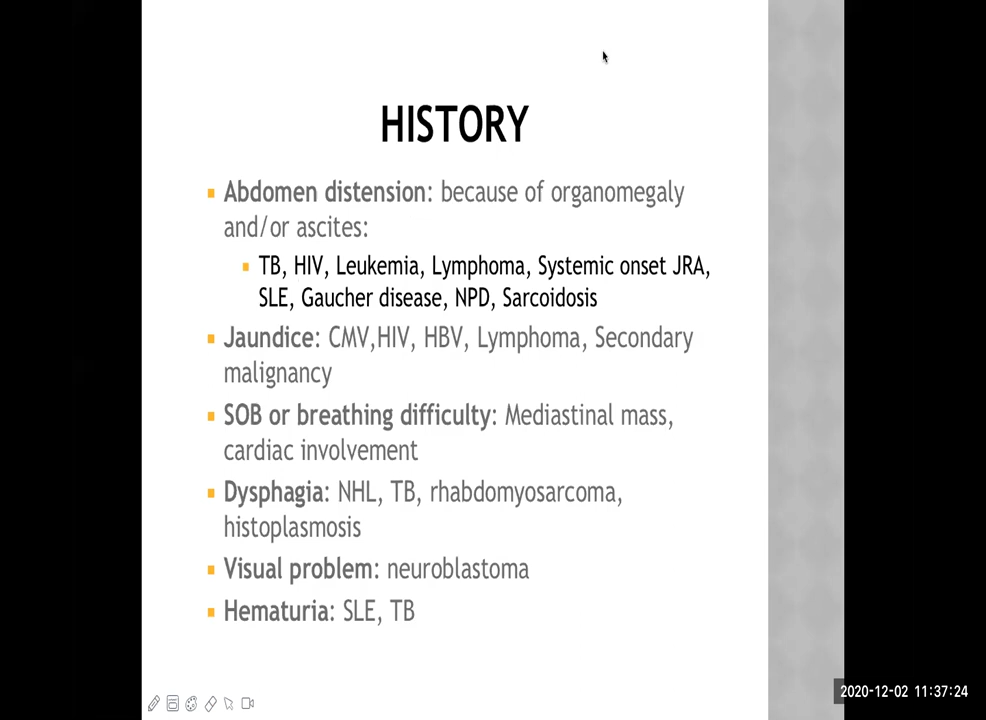 HISTORY
Abdomen distension: because of organomegaly
and/or ascites:
TB, HIV, Leukemia, Lymphoma, Systemic onset JRA,
SLE, Gaucher disease, NPD, Sarcoidosis
Jaundice: CMV,HIV, HBV, Lymphoma, Secondary
malignancy
SOB or breathing difficulty: Mediastinal mass,
cardiac involvement
Dysphagia: NHL, TB, rhabdomyosarcoma,
histoplasmosis
Visual problem: neuroblastoma
Hematuria: SLE, TB
2020-12-02 11:37:24